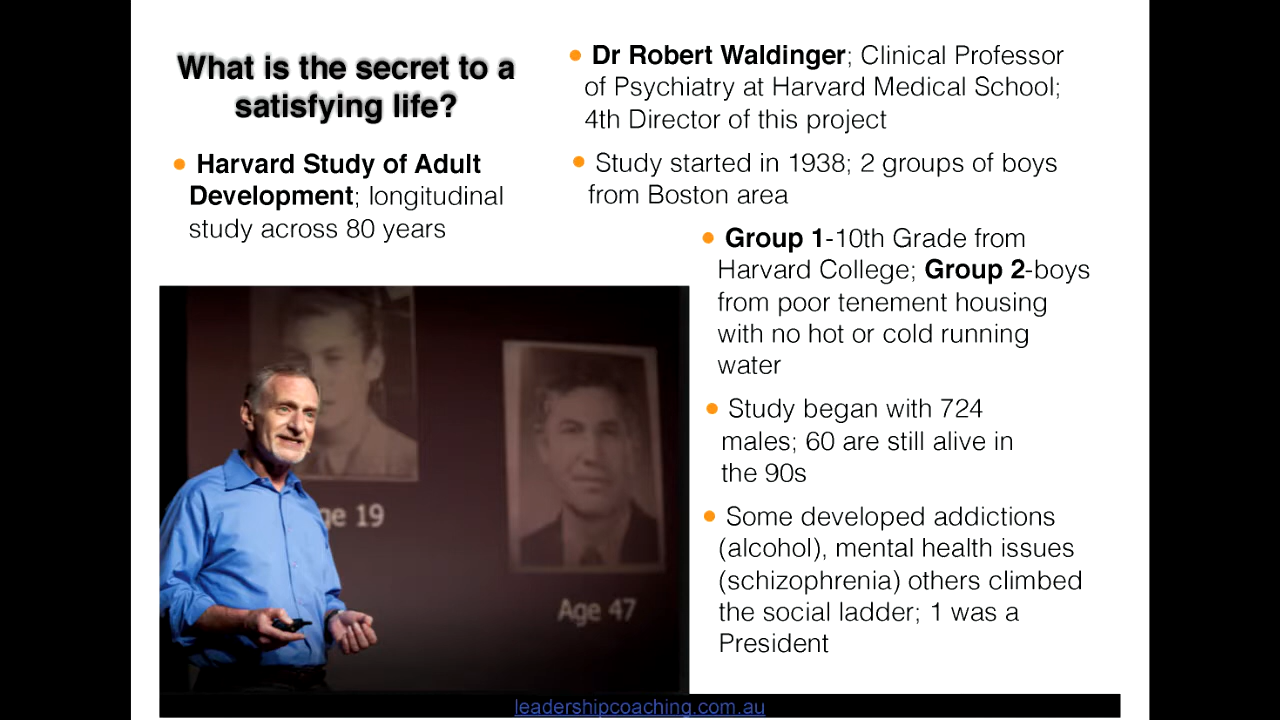 What is the secret to a
satisfying life?
Harvard Study of Adult
Development; longitudinal
study across 80 years
Dr Robert Waldinger; Clinical Professor
of Psychiatry at Harvard Medical School;
4th Director of this project
Study started in 1938; 2 groups of boys
from Boston area
Group 1-10th Grade from
Harvard College; Group 2-boys
from poor tenement housing
with no hot or cold running
water
Study began with 724
males; 60 are still alive in
the 90s
Some developed addictions
(alcohol), mental health issues
(schizophrenia) others climbed
the social ladder; 1 was a
President
ge 19
Age 47
leadershipcoaching.com.au